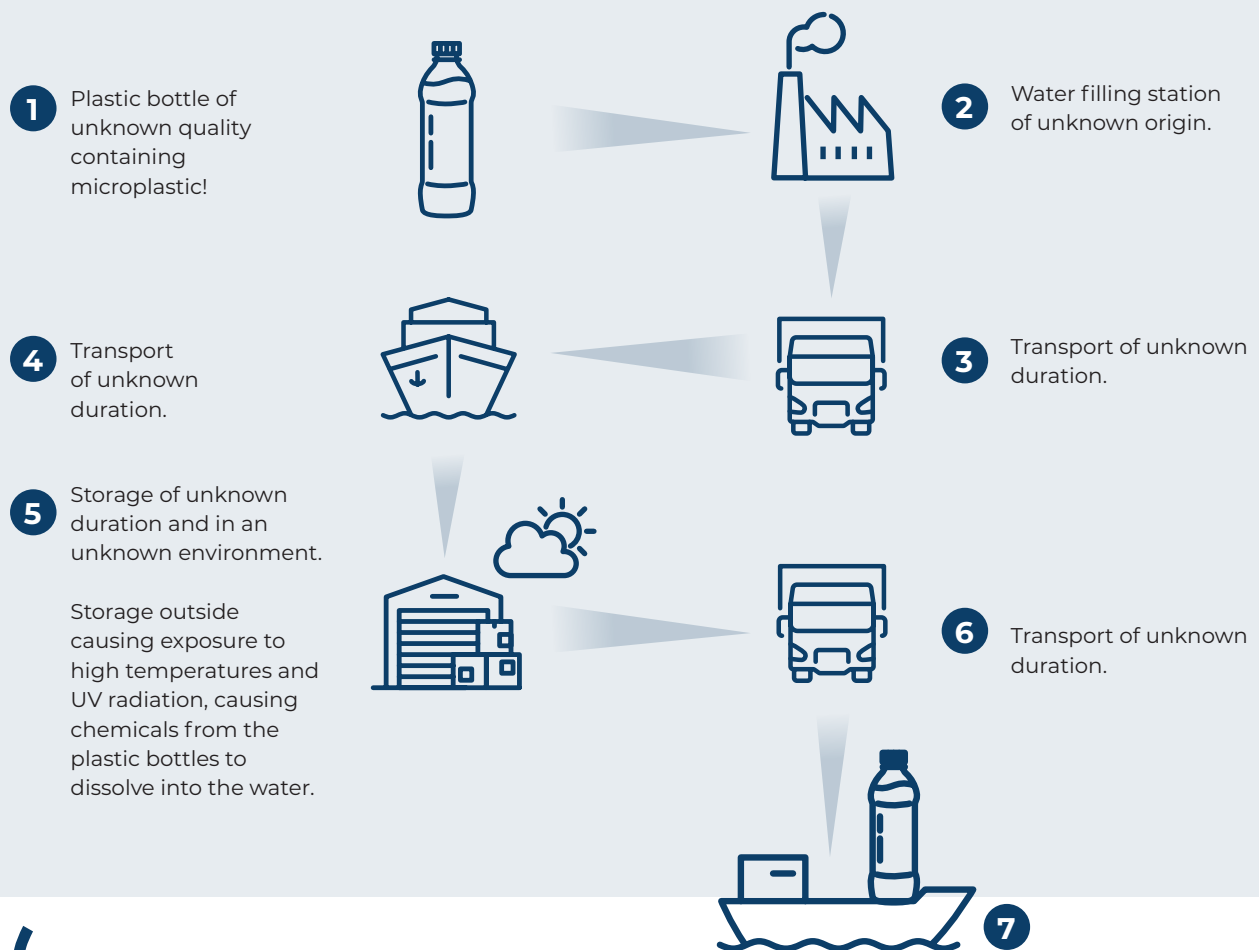 1
Plastic bottle of
unknown quality
containing
microplastic!
2
Water filling station
of unknown origin.
3
Transport of unknown
duration.
4
Transport
of unknown
duration.
5
Storage of unknown
duration and in an
unknown environment.
Storage outside
causing exposure to
high temperatures and
UV radiation, causing
chemicals from the
plastic bottles to
dissolve into the water.
6
Transport of unknown
duration.
7